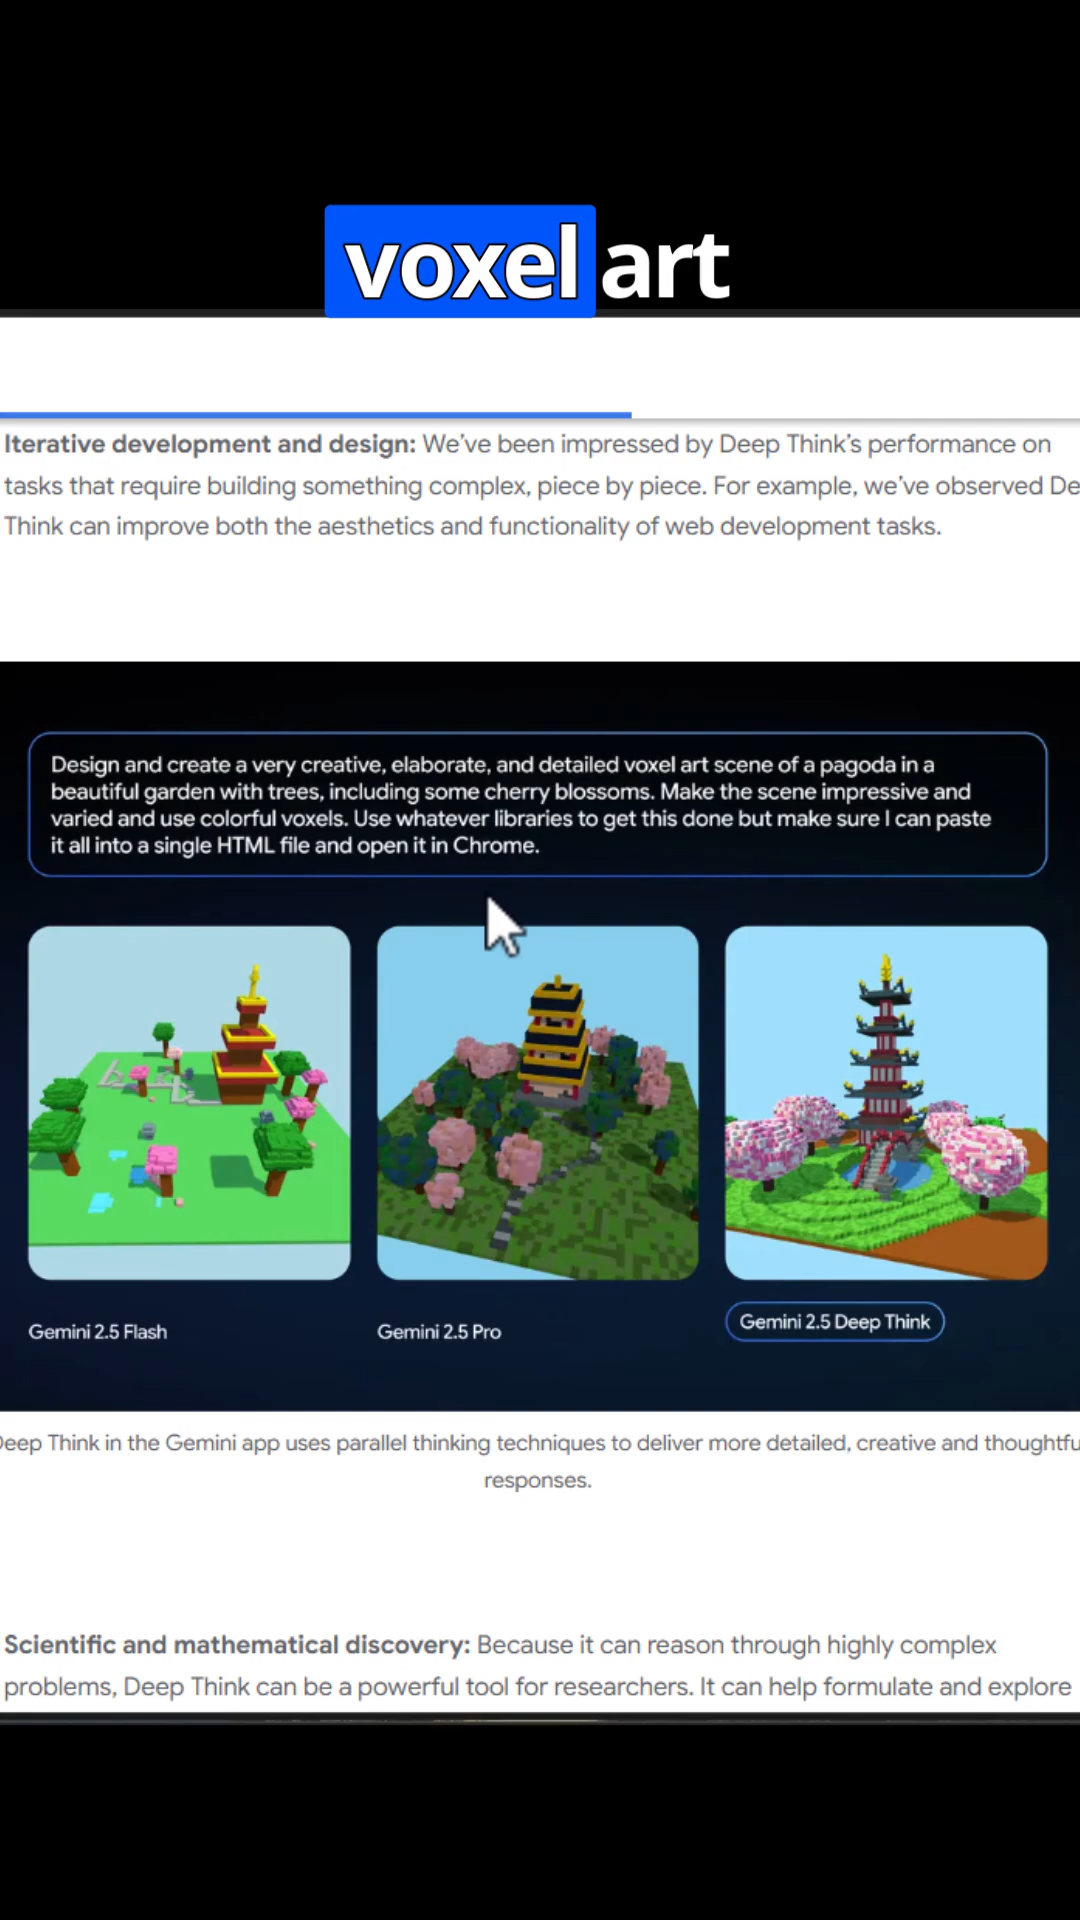 voxel art
Iterative development and design: We've been impressed by Deep Think's performance on
tasks that require building something complex, piece by piece. For example, we've observed De
Think can improve both the aesthetics and functionality of web development tasks.
Design and create a very creative, elaborate, and detailed voxel art scene of a pagoda in a
beautiful garden with trees, including some cherry blossoms. Make the scene impressive and
varied and use colorful voxels. Use whatever libraries to get this done but make sure I can paste
it all into a single HTML file and open it in Chrome.
Gemini 2.5 Flash
Gemini 2.5 Pro
Gemini 2.5 Deep Think
Deep Think in the Gemini app uses parallel thinking techniques to deliver more detailed, creative and thoughtfu
responses.
Scientific and mathematical discovery: Because it can reason through highly complex
problems, Deep Think can be a powerful tool for researchers. It can help formulate and explore